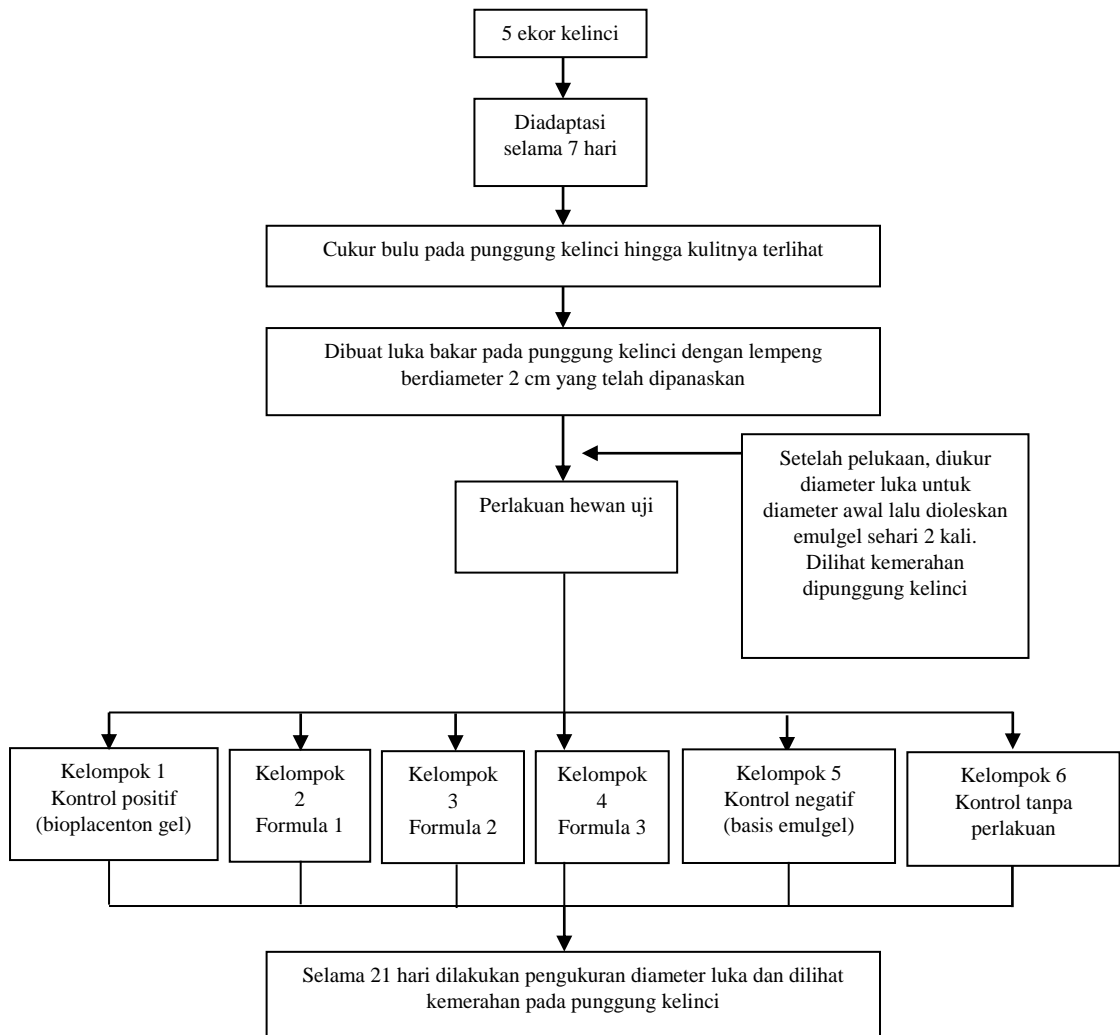 5 ekor kelinci
Diadaptasi
selama 7 hari
Cukur bulu pada punggung kelinci hingga kulitnya terlihat
Dibuat luka bakar pada punggung kelinci dengan lempeng
berdiameter 2 cm yang telah dipanaskan
Perlakuan hewan uji
Setelah pelukaan, diukur
diameter luka untuk
diameter awal lalu dioleskan
emulgel sehari 2 kali.
Dilihat kemerahan
dipunggung kelinci
Kelompok 1
Kontrol positif
(bioplacenton gel)
Kelompok
2
Formula 1
Kelompok
3
Formula 2
Kelompok
4
Formula 3
Kelompok 5
Kontrol negatif
(basis emulgel)
Kelompok 6
Kontrol tanpa
perlakuan
Selama 21 hari dilakukan pengukuran diameter luka dan dilihat
kemerahan pada punggung kelinci